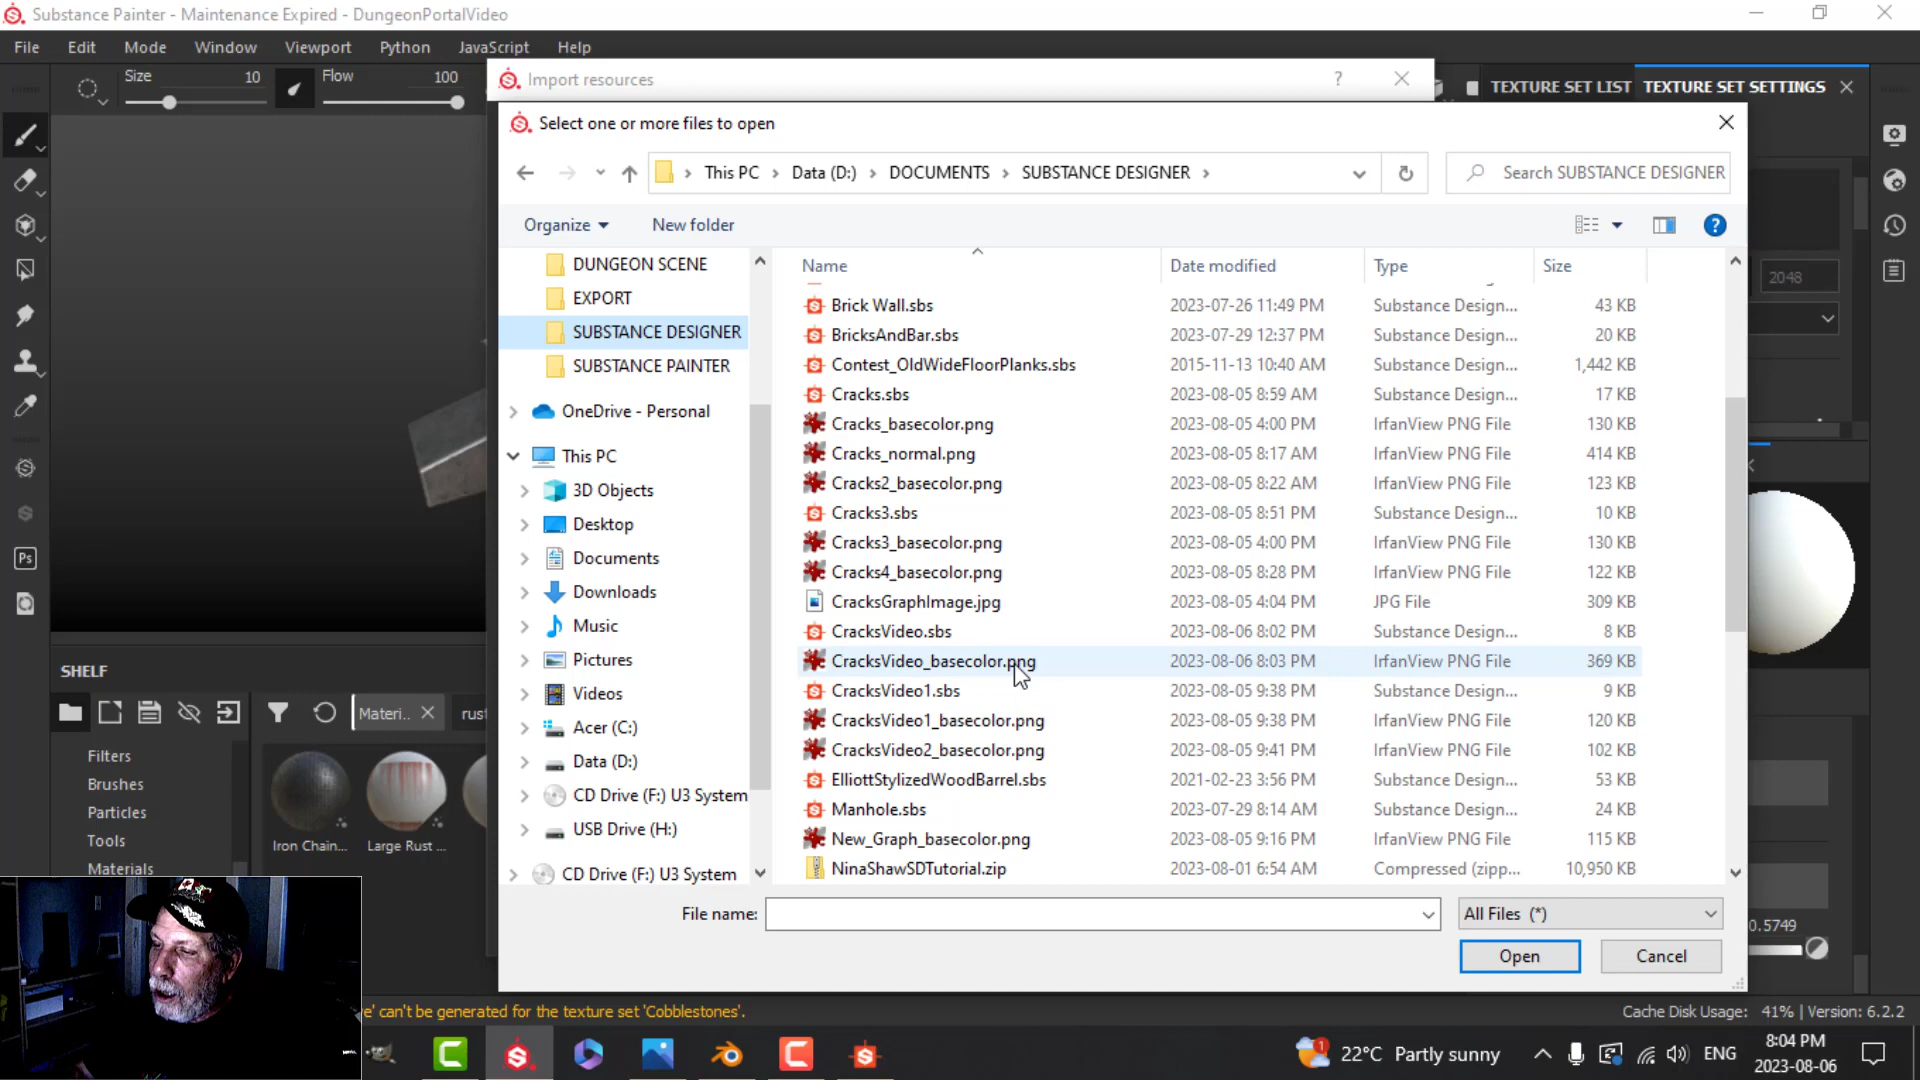 Substance Painter - Maintenance Expired - DungeonPortalVideo
File Edit Mode Window Viewport Python JavaScript Help
Size 10 Flow 100
Import resources ?
TEXTURE SET LIST TEXTURE SET SETTINGS
Select one or more files to open
This PC Data (D:) DOCUMENTS SUBSTANCE DESIGNER
Search SUBSTANCE DESIGNER
Organize New folder
DUNGEON SCENE
EXPORT
SUBSTANCE DESIGNER
SUBSTANCE PAINTER
OneDrive - Personal
This PC
3D Objects
Desktop
Documents
Downloads
Music
Pictures
Videos
Acer (C:)
Data (D:)
CD Drive (F:) U3 System
USB Drive (H:)
CD Drive (F:) U3 System
Name Date modified Type Size
Brick Wall.sbs 2023-07-26 11:49 PM Substance Design... 43 KB
BricksAndBar.sbs 2023-07-29 12:37 PM Substance Design... 20 KB
Contest_OldWideFloorPlanks.sbs 2015-11-13 10:40 AM Substance Design... 1,442 KB
Cracks.sbs 2023-08-05 8:59 AM Substance Design... 17 KB
Cracks_basecolor.png 2023-08-05 4:00 PM IrfanView PNG File 130 KB
Cracks_normal.png 2023-08-05 8:17 AM IrfanView PNG File 414 KB
Cracks2_basecolor.png 2023-08-05 8:22 AM IrfanView PNG File 123 KB
Cracks3.sbs 2023-08-05 8:51 PM Substance Design... 10 KB
Cracks3_basecolor.png 2023-08-05 4:00 PM IrfanView PNG File 130 KB
Cracks4_basecolor.png 2023-08-05 8:28 PM IrfanView PNG File 122 KB
CracksGraphImage.jpg 2023-08-05 4:04 PM JPG File 309 KB
CracksVideo.sbs 2023-08-06 8:02 PM Substance Design... 8 KB
CracksVideo_basecolor.png 2023-08-06 8:03 PM IrfanView PNG File 369 KB
CracksVideo1.sbs 2023-08-05 9:38 PM Substance Design... 9 KB
CracksVideo1_basecolor.png 2023-08-05 9:38 PM IrfanView PNG File 120 KB
CracksVideo2_basecolor.png 2023-08-05 9:41 PM IrfanView PNG File 102 KB
ElliottStylizedWoodBarrel.sbs 2021-02-23 3:56 PM Substance Design... 53 KB
Manhole.sbs 2023-07-29 8:14 AM Substance Design... 24 KB
New_Graph_basecolor.png 2023-08-05 9:16 PM IrfanView PNG File 115 KB
NinaShawSDTutorial.zip 2023-08-01 6:54 AM Compressed (zipp... 10,950 KB
File name: All Files (*)
Open Cancel
2048
0.5749
Ps
SHELF
Materi.. rust
Filters
Brushes
Particles
Tools
Materials
Iron Chain... Large Rust ...
e' can't be generated for the texture set 'Cobblestones'.
Cache Disk Usage: 41% | Version: 6.2.2
22°C Partly sunny ENG
8:04 PM
2023-08-06